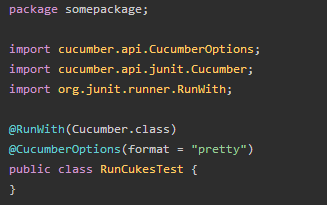 package somepackage;
import cucumber.api.CucumberOptions;
import cucumber.api.junit.Cucumber;
import org.junit.runner.RunWith;
@RunWith(Cucumber.class)
@CucumberOptions(format = "pretty")
public class RunCukesTest {
}